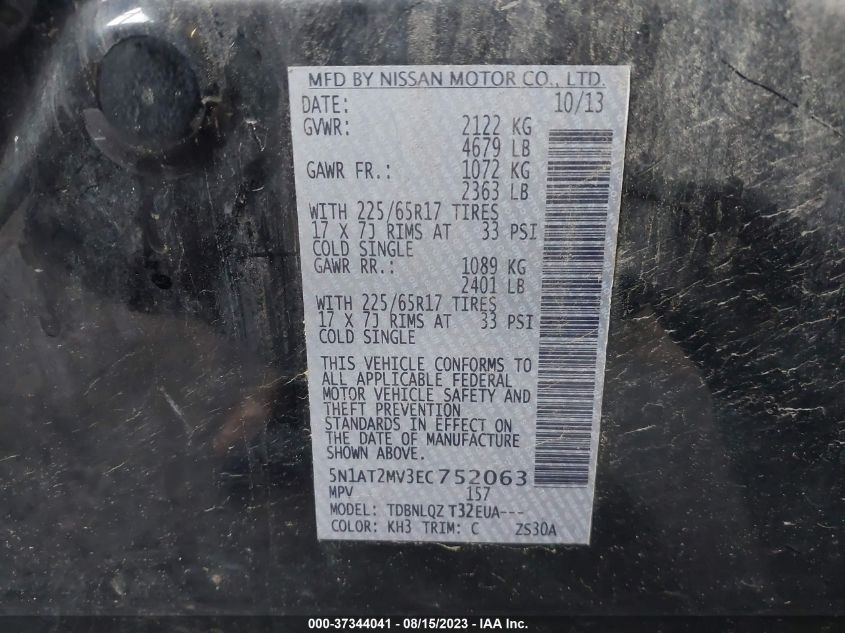 MFD BY NISSAN MOTOR CO., LTD.
DATE: 10/13
GVWR: 2122 KG
4679 LB
GAWR FR.: 1072 KG
2363 LB
WITH 225/65R17 TIRES
17 X 7J RIMS AT 33 PSI
COLD SINGLE
GAWR RR.: 1089 KG
2401 LB
WITH 225/65R17 TIRES
17 X 7J RIMS AT 33 PSI
COLD SINGLE
THIS VEHICLE CONFORMS TO
ALL APPLICABLE FEDERAL
MOTOR VEHICLE SAFETY AND
THEFT PREVENTION
STANDARDS IN EFFECT ON
THE DATE OF MANUFACTURE
SHOWN ABOVE.
5N1AT2MV3EC752063
MPV 157
MODEL: TDBNLQZ T32EUA---
COLOR: KH3 TRIM: C ZS30A
000-37344041 - 08/15/2023 - IAA Inc.